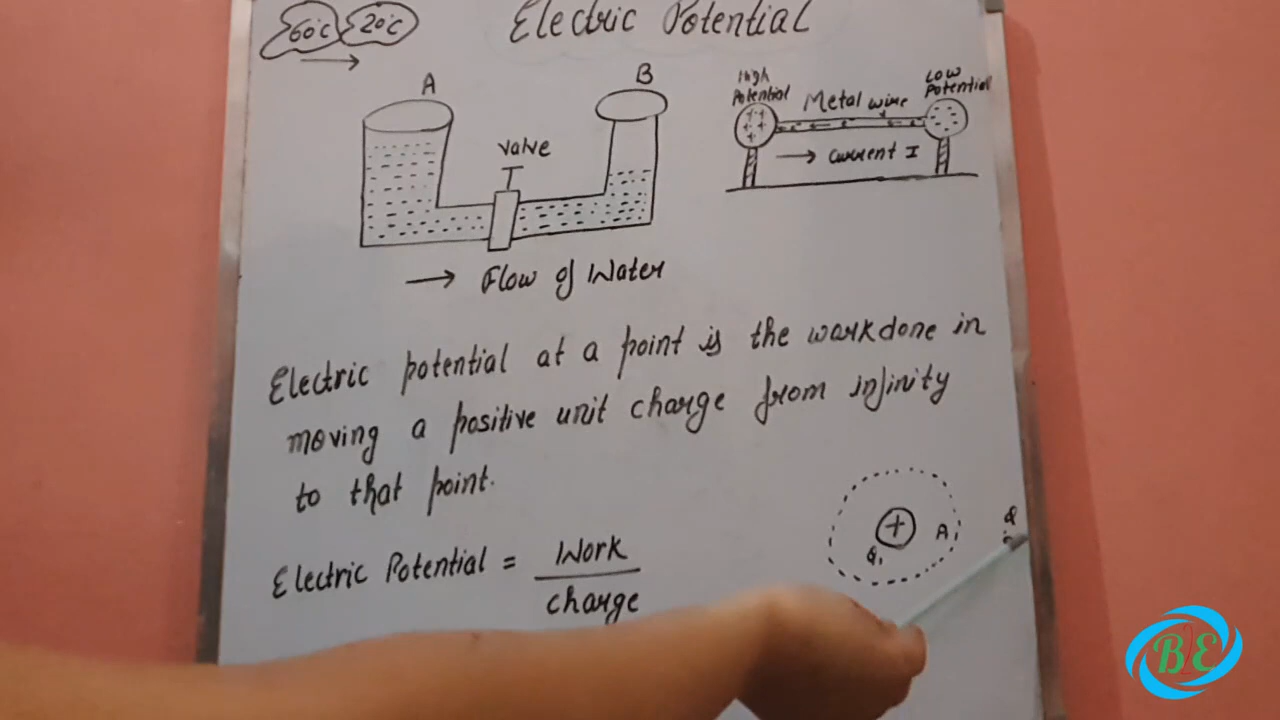 Electric Potential
60°C 20°C
A
B
valve
→ Flow of Water
High Potential
Low Potential
Metal wire
→ Current I
Electric potential at a point is the workdone in
moving a positive unit charge from infinity
to that point.
Electric Potential = Work
charge
+
A
Q₁
Q
BE